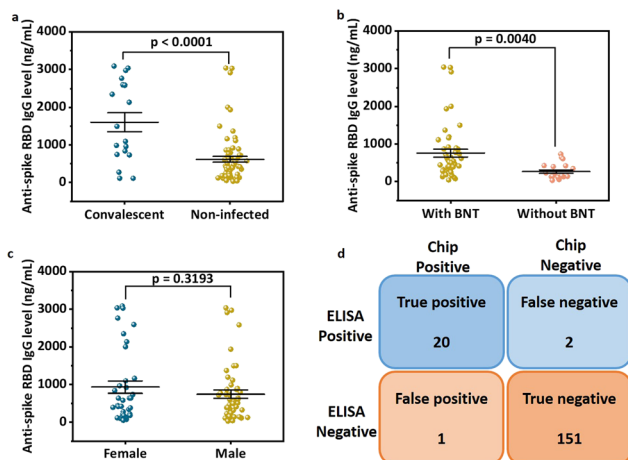 a
p < 0.0001
Anti-spike RBD IgG level (ng/mL)
4000
3000
2000
1000
0
Convalescent Non-infected
b
p = 0.0040
Anti-spike RBD IgG level (ng/mL)
4000
3000
2000
1000
0
With BNT Without BNT
c
p = 0.3193
Anti-spike RBD IgG level (ng/mL)
4000
3000
2000
1000
0
Female Male
d
Chip
Positive
Chip
Negative
ELISA
Positive
True positive
20
False negative
2
ELISA
Negative
False positive
1
True negative
151